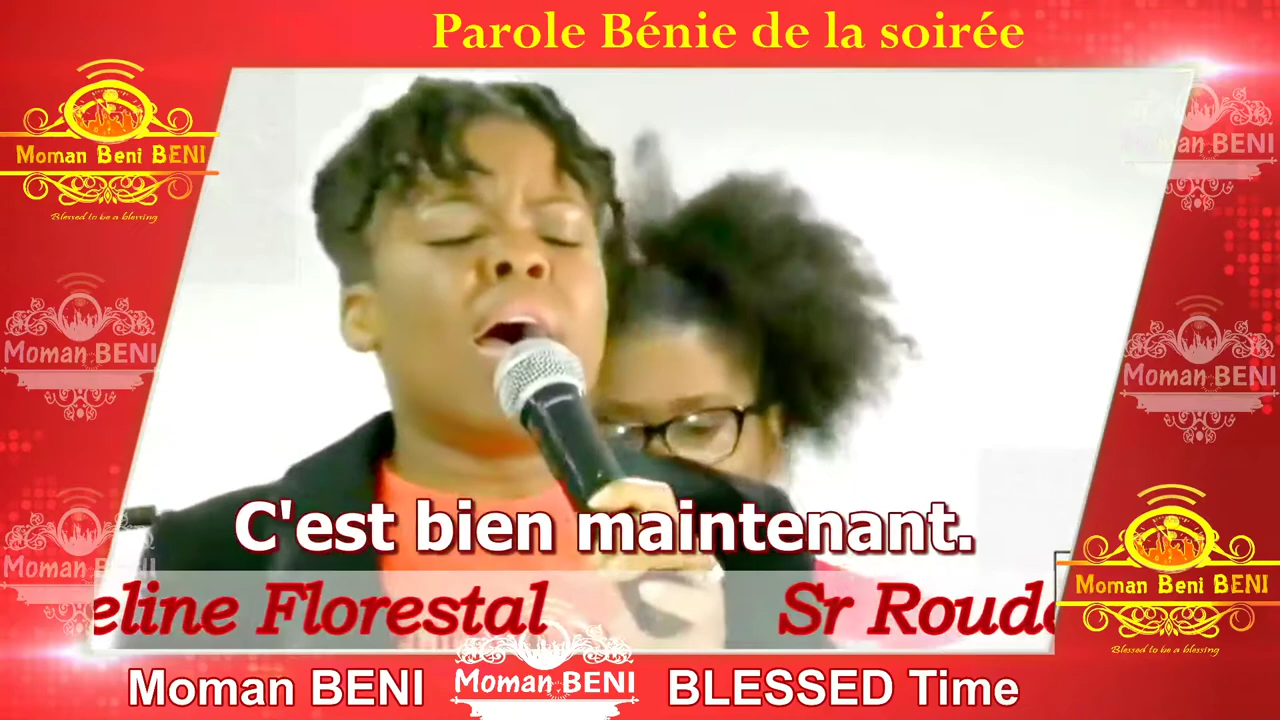 Parole Bénie de la soirée
Moman Beni BENI
Blessed to be a blessing
Moman BENI
Moman BENI
Moman BENI
Moman BENI
C'est bien maintenant.
eline Florestal Sr Roud
Moman Beni BENI
Blessed to be a blessing
Moman BENI Moman BENI BLESSED Time